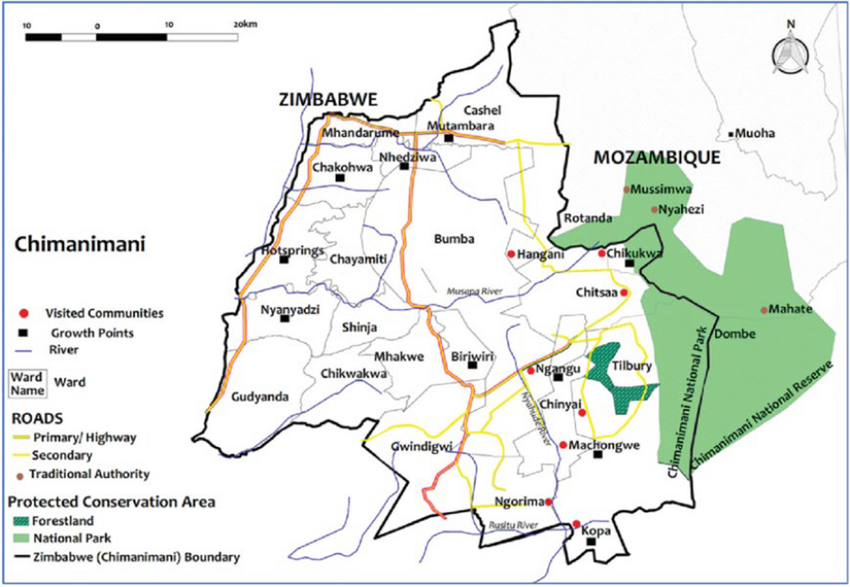 10 0 10 20km
N
ZIMBABWE
Cashel
Mutambara
Mhandarume
Nhedziwa
Chakohwa
Muoha
MOZAMBIQUE
Mussimwa
Nyahezi
Rotanda
Bumba
Hangani
Chikukwa
Chimanimani
Hotsprings
Chayamiti
Musapa River
Chitsaa
Visited Communities
Growth Points
River
Ward Name
Ward
Nyanyadzi
Shinja
Mahate
Dombe
Mhakwe
Biriwiri
Ngangu
Tilbury
Chikwakwa
Gudyanda
Chinyai
Nyahude River
Chimanimani National Park
Chimanimani National Reserve
ROADS
Primary/ Highway
Secondary
Traditional Authority
Gwindigwi
Machongwe
Protected Conservation Area
Forestland
National Park
Zimbabwe (Chimanimani) Boundary
Ngorima
Rusitu River
Kopa